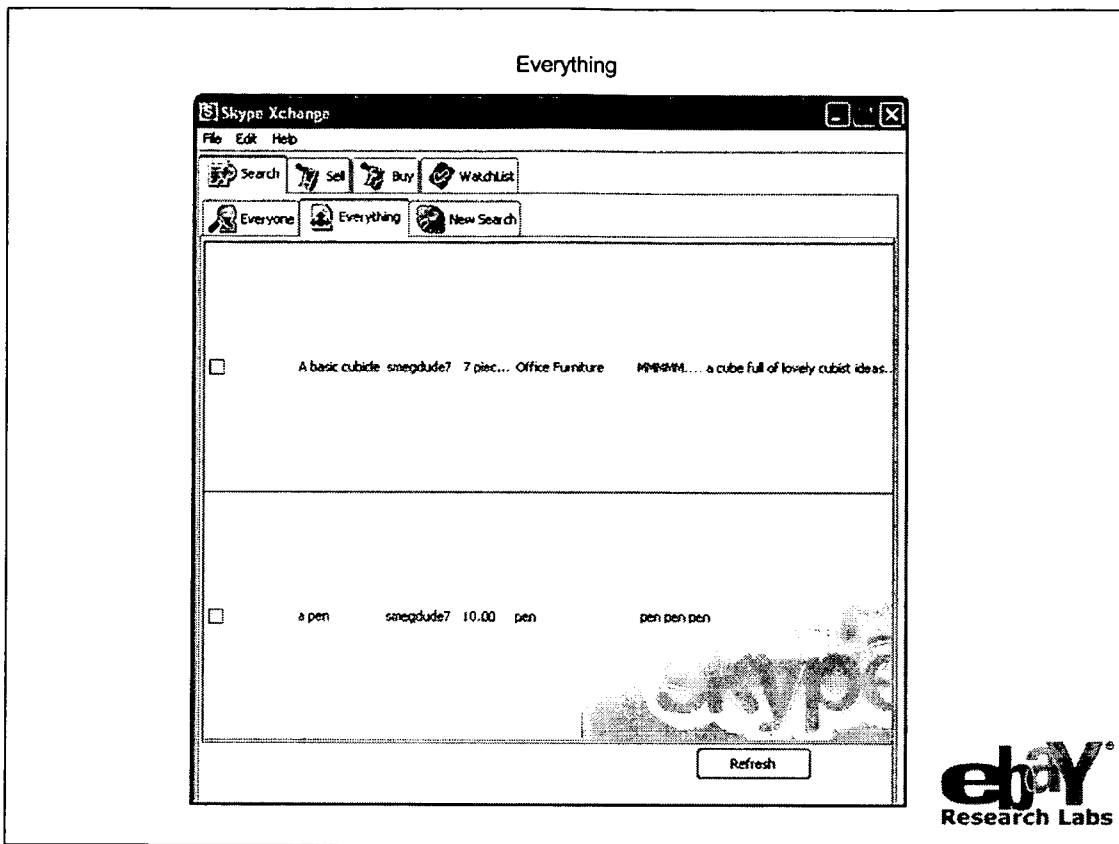 Everything
Skype Xchange
File Edit Help
Search Sell Buy WatchList
Everyone Everything New Search
A basic cubicle smegdude7 7 piec... Office Furniture MMMMM.... a cube full of lovely cubist ideas..
a pen smegdude7 10.00 pen pen pen pen
skype
Refresh
ebaY®
Research Labs